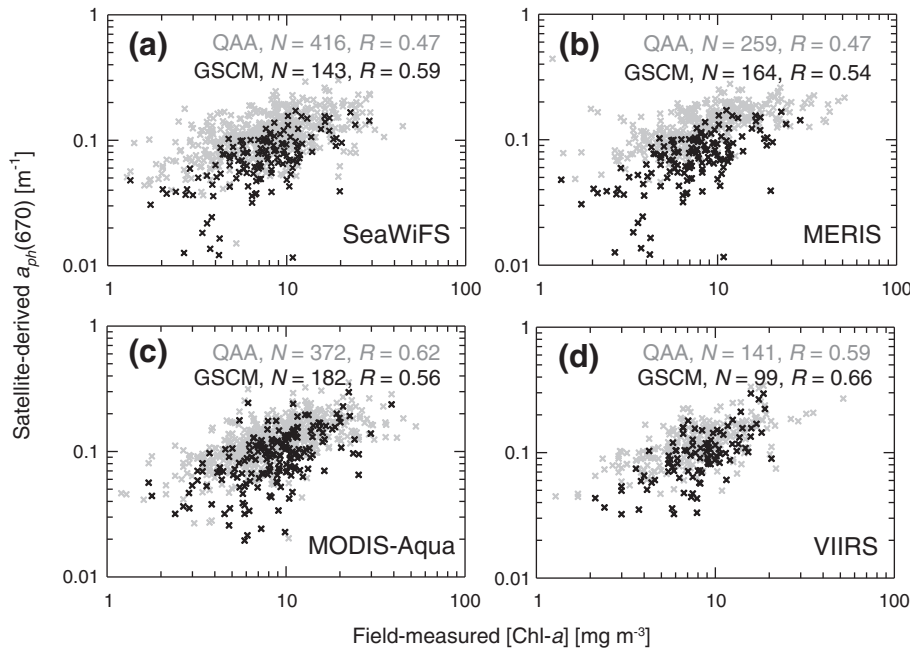 (a)
QAA, N = 416, R = 0.47
GSCM, N = 143, R = 0.59
SeaWiFS
1
0.1
0.01
1
10
100
(b)
QAA, N = 259, R = 0.47
GSCM, N = 164, R = 0.54
MERIS
1
0.1
0.01
1
10
100
(c)
QAA, N = 372, R = 0.62
GSCM, N = 182, R = 0.56
MODIS-Aqua
1
0.1
0.01
1
10
100
(d)
QAA, N = 141, R = 0.59
GSCM, N = 99, R = 0.66
VIIRS
1
0.1
0.01
1
10
100
Satellite-derived aph(670) [m-1]
Field-measured [Chl-a] [mg m-3]